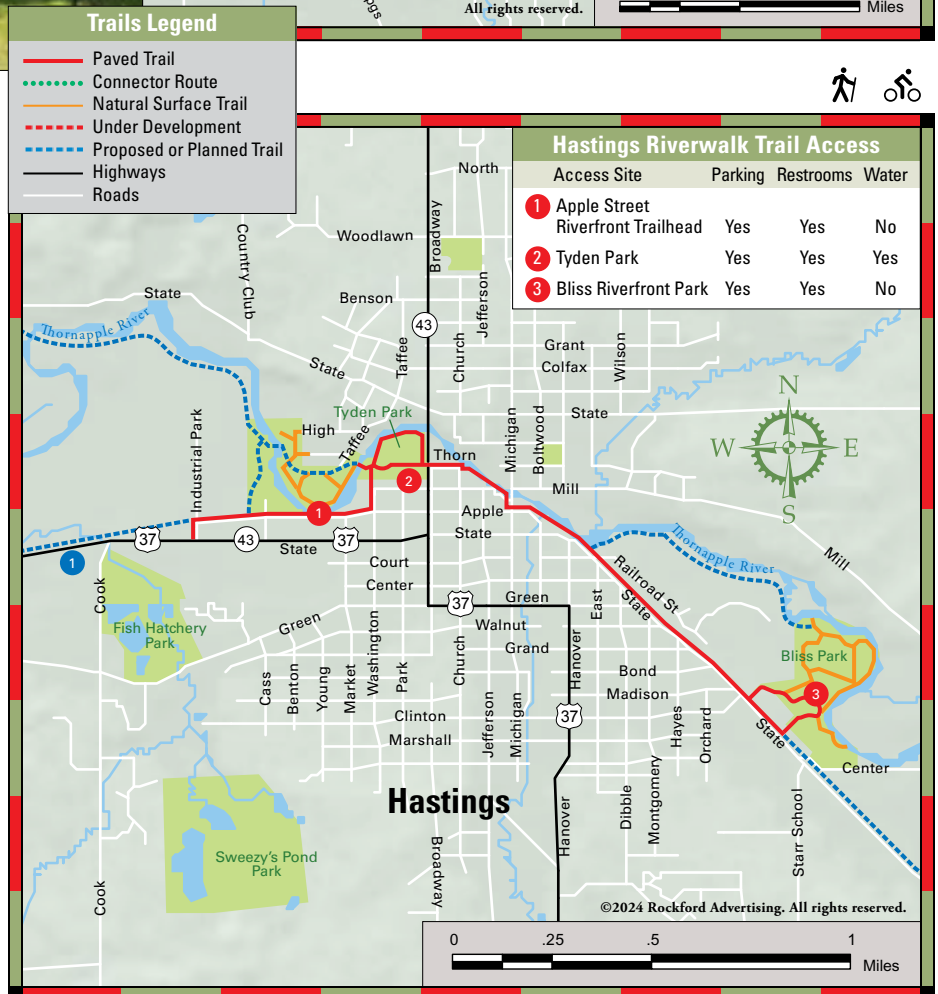 All rights reserved.
Miles
Trails Legend
Paved Trail
Connector Route
Natural Surface Trail
Under Development
Proposed or Planned Trail
Highways
Roads
Hastings Riverwalk Trail Access
Access Site Parking Restrooms Water
1 Apple Street
Riverfront Trailhead Yes Yes No
2 Tyden Park Yes Yes Yes
3 Bliss Riverfront Park Yes Yes No
North
Broadway
Woodlawn
Country Club
Jefferson
State
Benson
Thornapple River
43
Taffee
Church
Grant
Colfax
Wilson
State
Tyden Park
State
Michigan
Boltwood
High
Taffee
Industrial Park
Thorn
N
W
E
S
2
Mill
1
Apple
State
37
43
State
37
1
Court
Center
Thornapple River
Mill
Cook
Railroad St
State
Green
37
East
Fish Hatchery
Park
Green
Walnut
Grand
Hanover
Bliss Park
Cass
Benton
Young
Market
Washington
Park
Church
Bond
Madison
3
Clinton
Marshall
Jefferson
Michigan
37
Hayes
Orchard
State
Center
Hastings
Dibble
Montgomery
Starr School
Hanover
Broadway
Sweezy's Pond
Park
Cook
©2024 Rockford Advertising. All rights reserved.
0 .25 .5 1
Miles